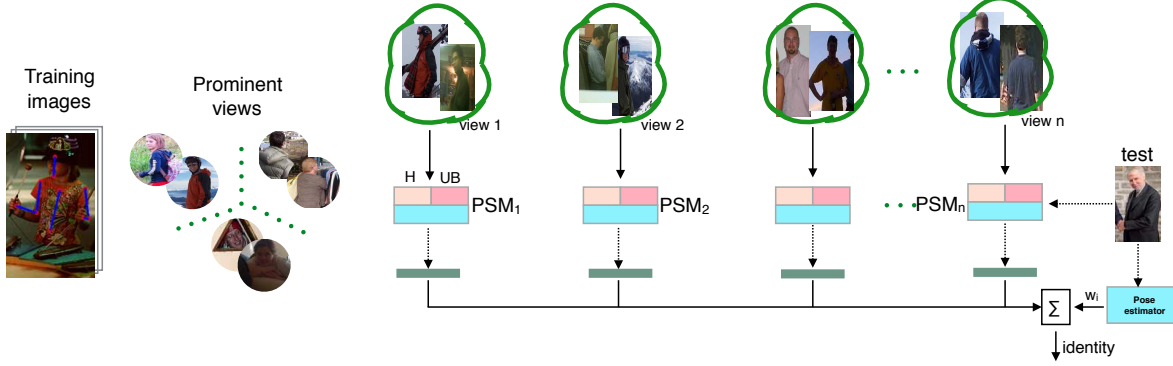 Training
images
Prominent
views
view 1
view 2
view n
test
H UB
PSM1
PSM2
PSMn
wi
Pose
estimator
Σ
identity